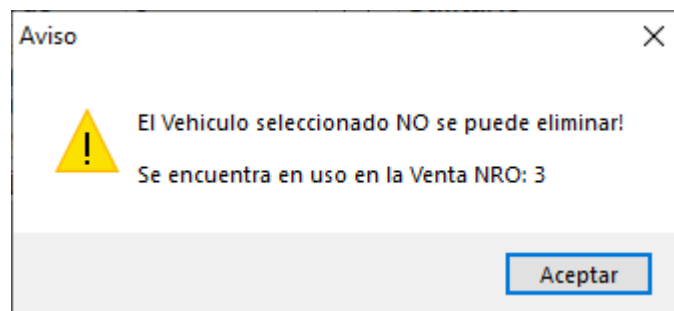 Aviso
El Vehiculo seleccionado NO se puede eliminar!
Se encuentra en uso en la Venta NRO: 3
Aceptar